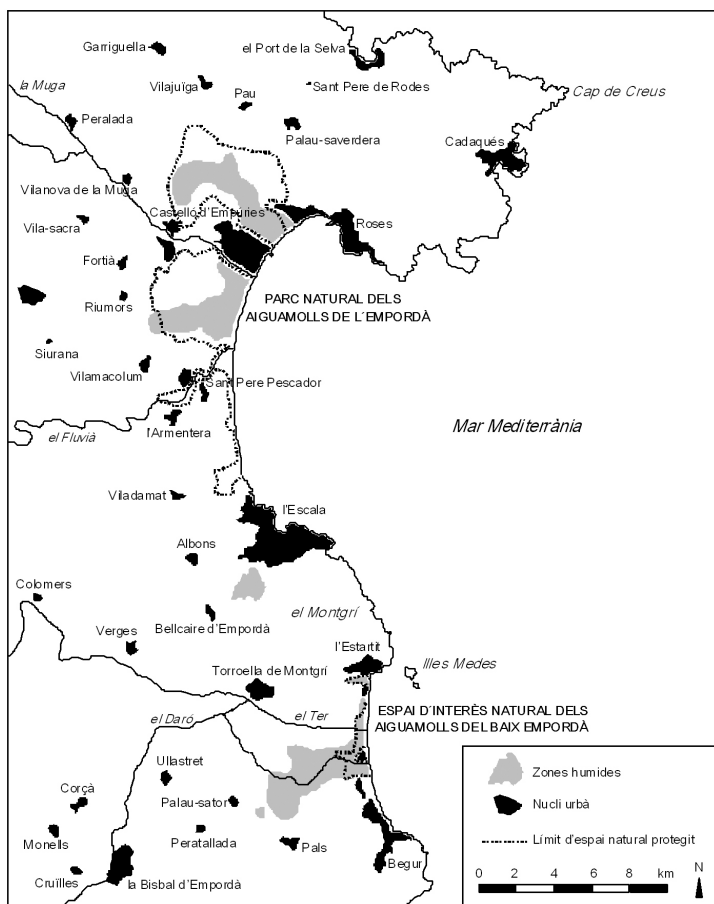 Garriguella
el Port de la Selva
la Muga
Vilajuïga
Pau
Sant Pere de Rodes
Cap de Creus
Peralada
Palau-saverdera
Cadaqués
Vilanova de la Muga
Castelló d'Empúries
Vila-sacra
Roses
Fortià
PARC NATURAL DELS
AIGUAMOLLS DE L´EMPORDÀ
Riumors
Siurana
Vilamacolum
Sant Pere Pescador
el Fluvià
l'Armentera
Mar Mediterrània
Viladamat
l'Escala
Albons
Colomers
el Montgrí
Bellcaire d'Empordà
Verges
l'Estartit
Illes Medes
Torroella de Montgrí
ESPAI D´INTERÈS NATURAL DELS
AIGUAMOLLS DEL BAIX EMPORDÀ
el Daró
el Ter
Ullastret
Corçà
Palau-sator
Monells
Peratallada
Pals
Cruïlles
la Bisbal d'Empordà
Begur
Zones humides
Nucli urbà
Límit d'espai natural protegit
0 2 4 6 8 km
N